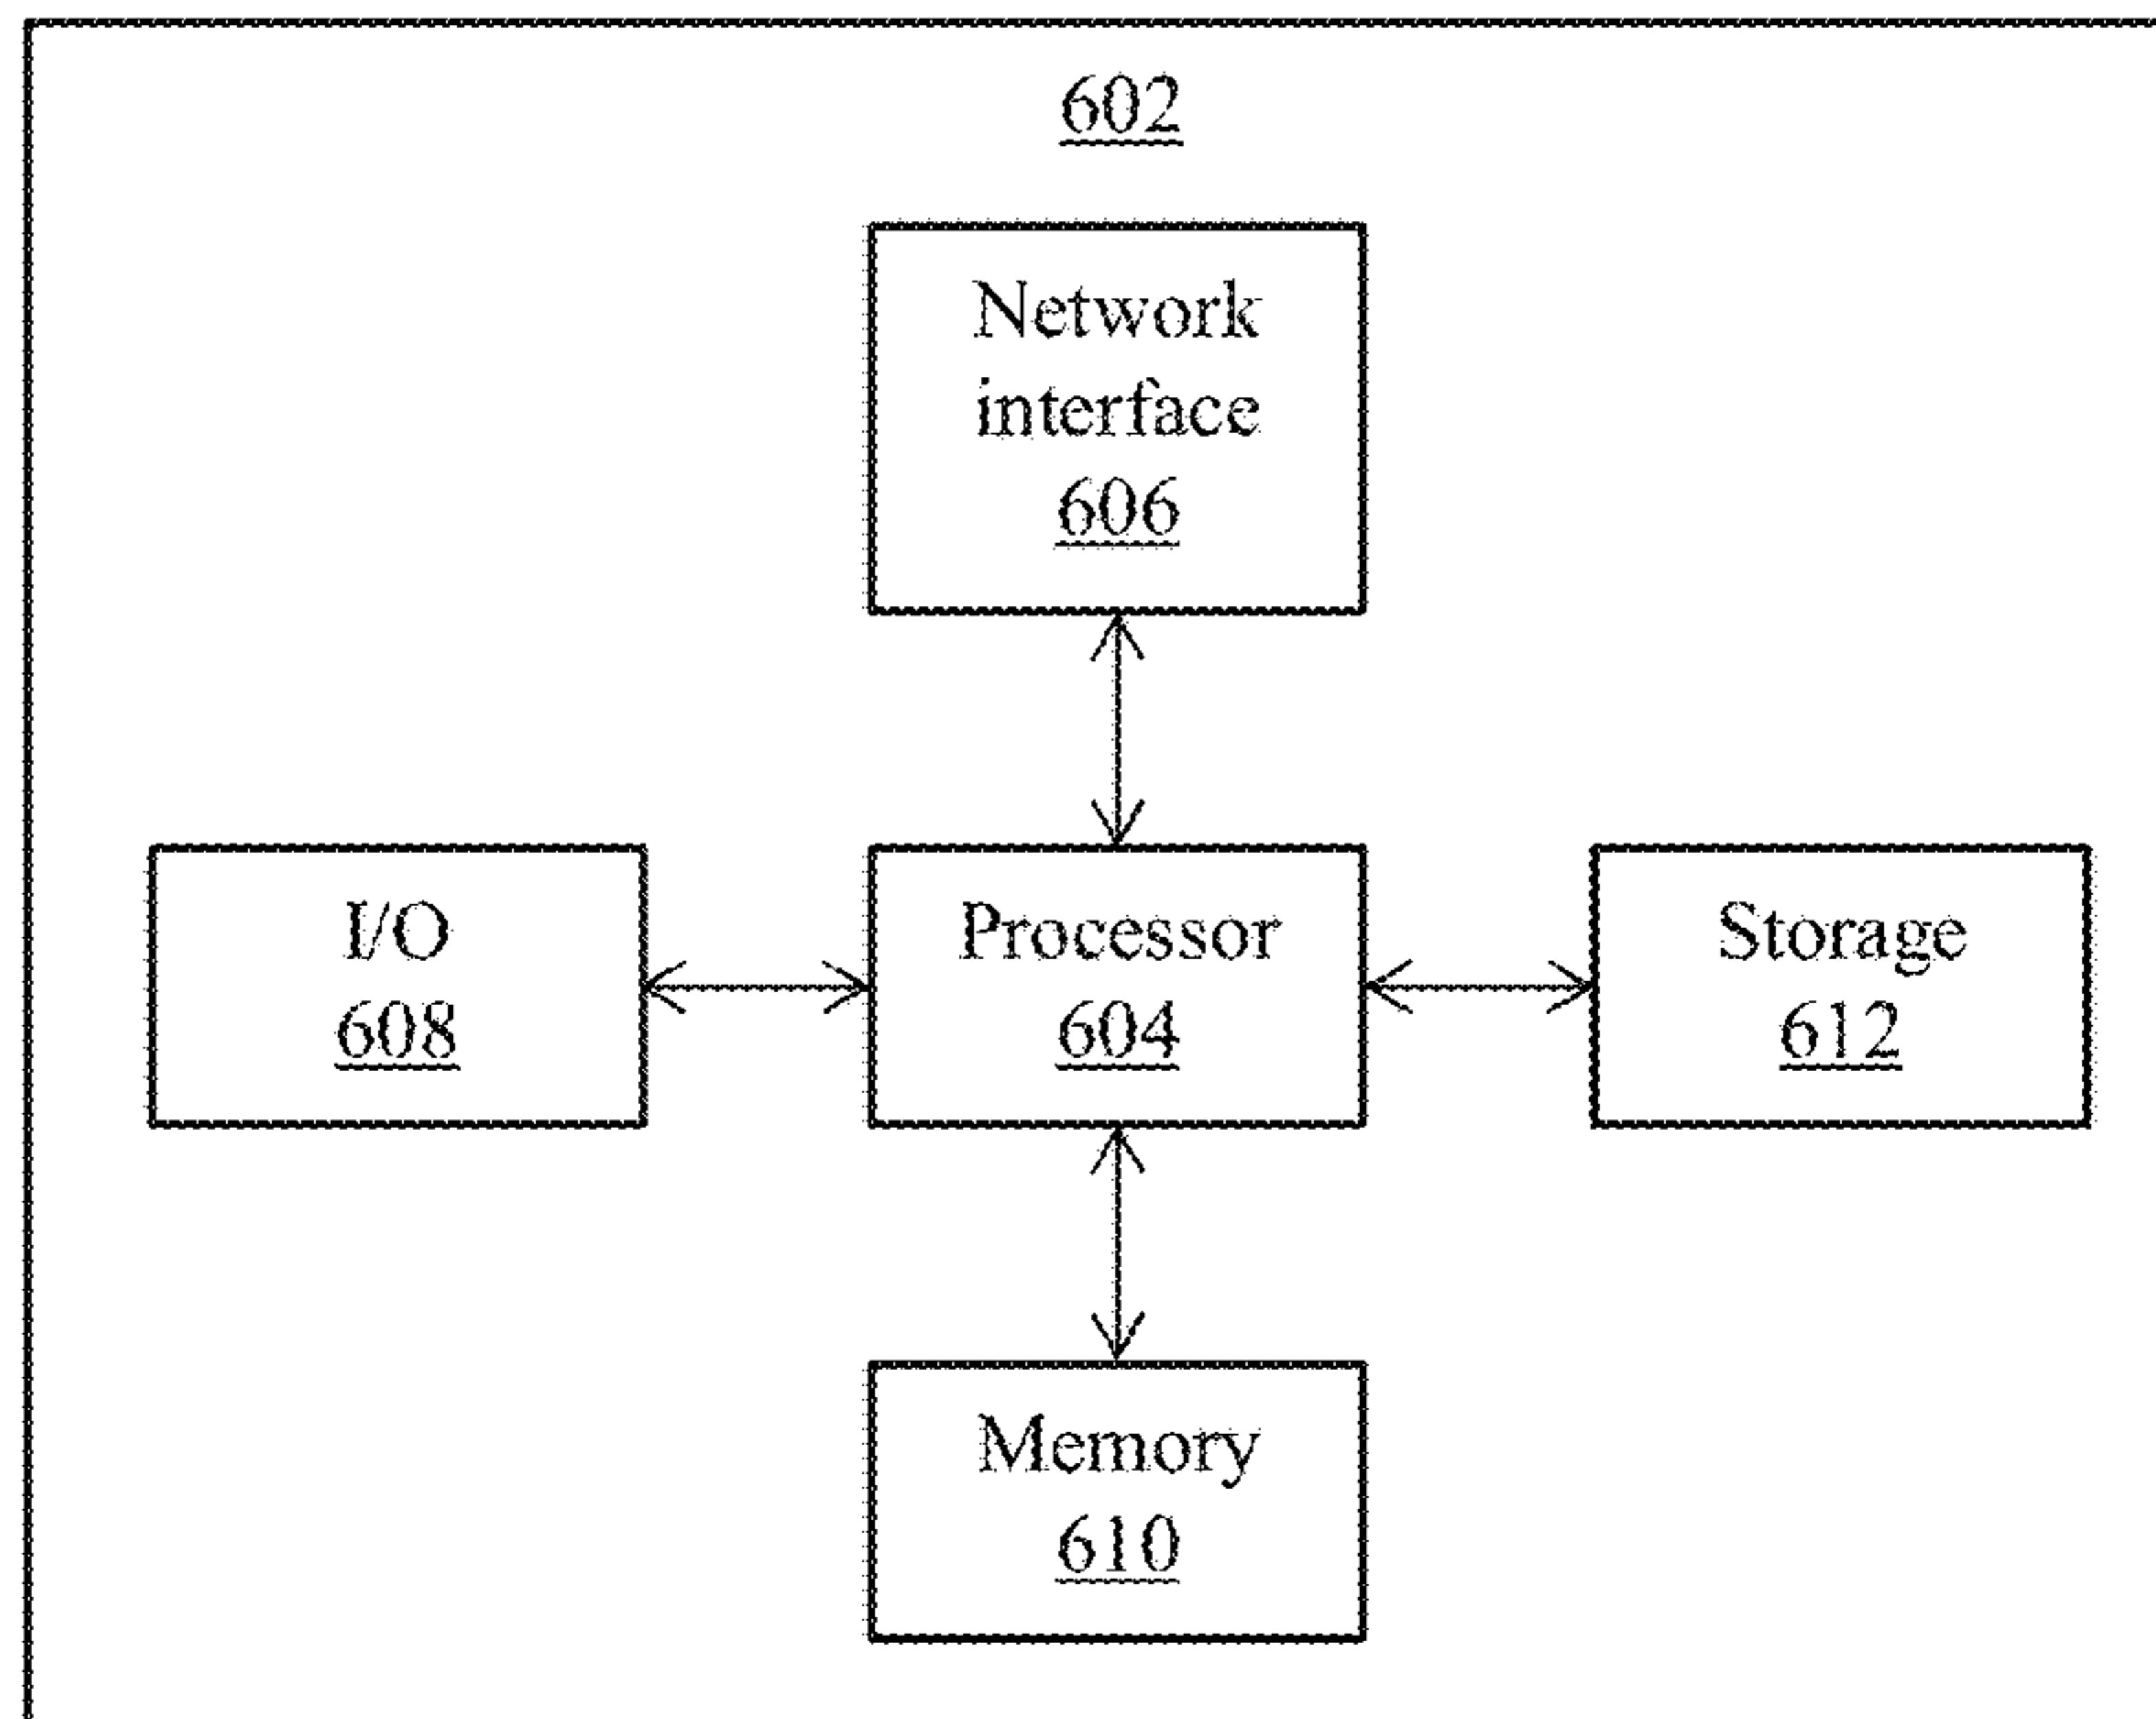 602
Network
interface
606
I/O
608
Processor
604
Storage
612
Memory
610